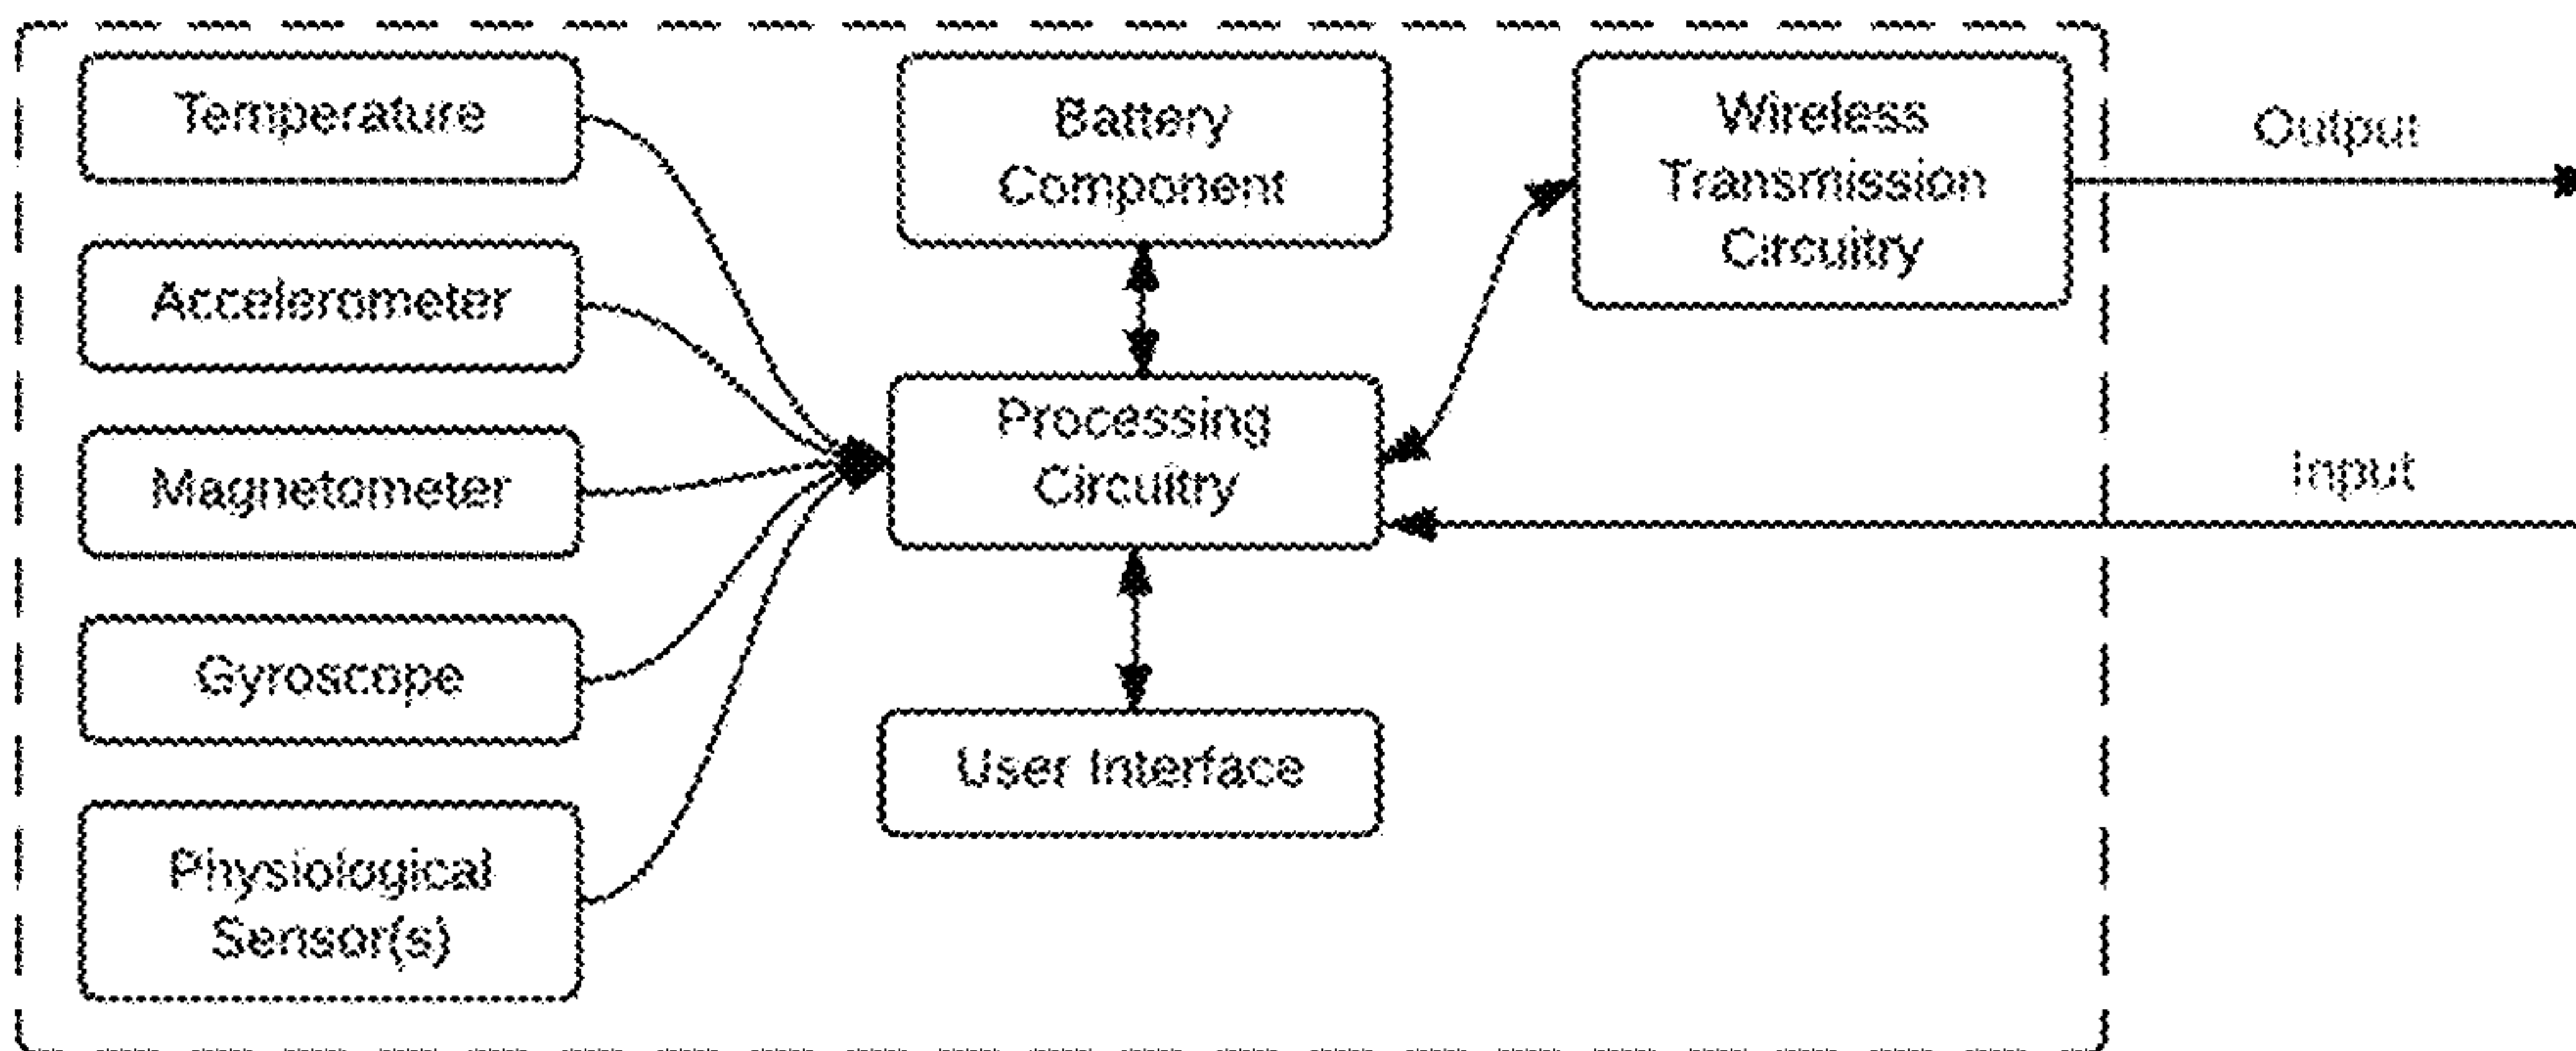 Temperature
Accelerometer
Magnetometer
Gyroscope
Physiological
Sensor(s)
Battery
Component
Processing
Circuitry
User Interface
Wireless
Transmission
Circuitry
Output
Input